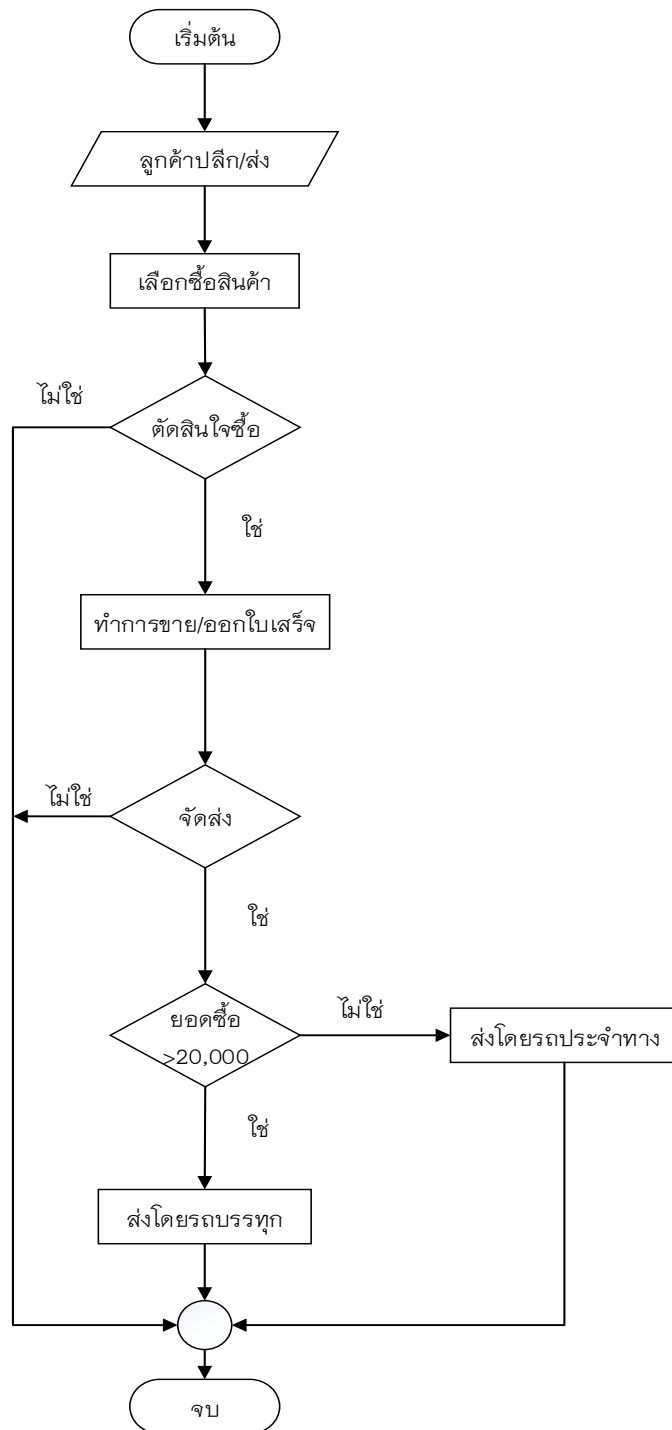 เริ่มต้น
ลูกค้าปลีก/ส่ง
เลือกซื้อสินค้า
ไม่ใช่
ตัดสินใจซื้อ
ใช่
ทำการขาย/ออกใบเสร็จ
ไม่ใช่
จัดส่ง
ใช่
ยอดซื้อ
>20,000
ไม่ใช่
ส่งโดยรถประจำทาง
ใช่
ส่งโดยรถบรรทุก
จบ